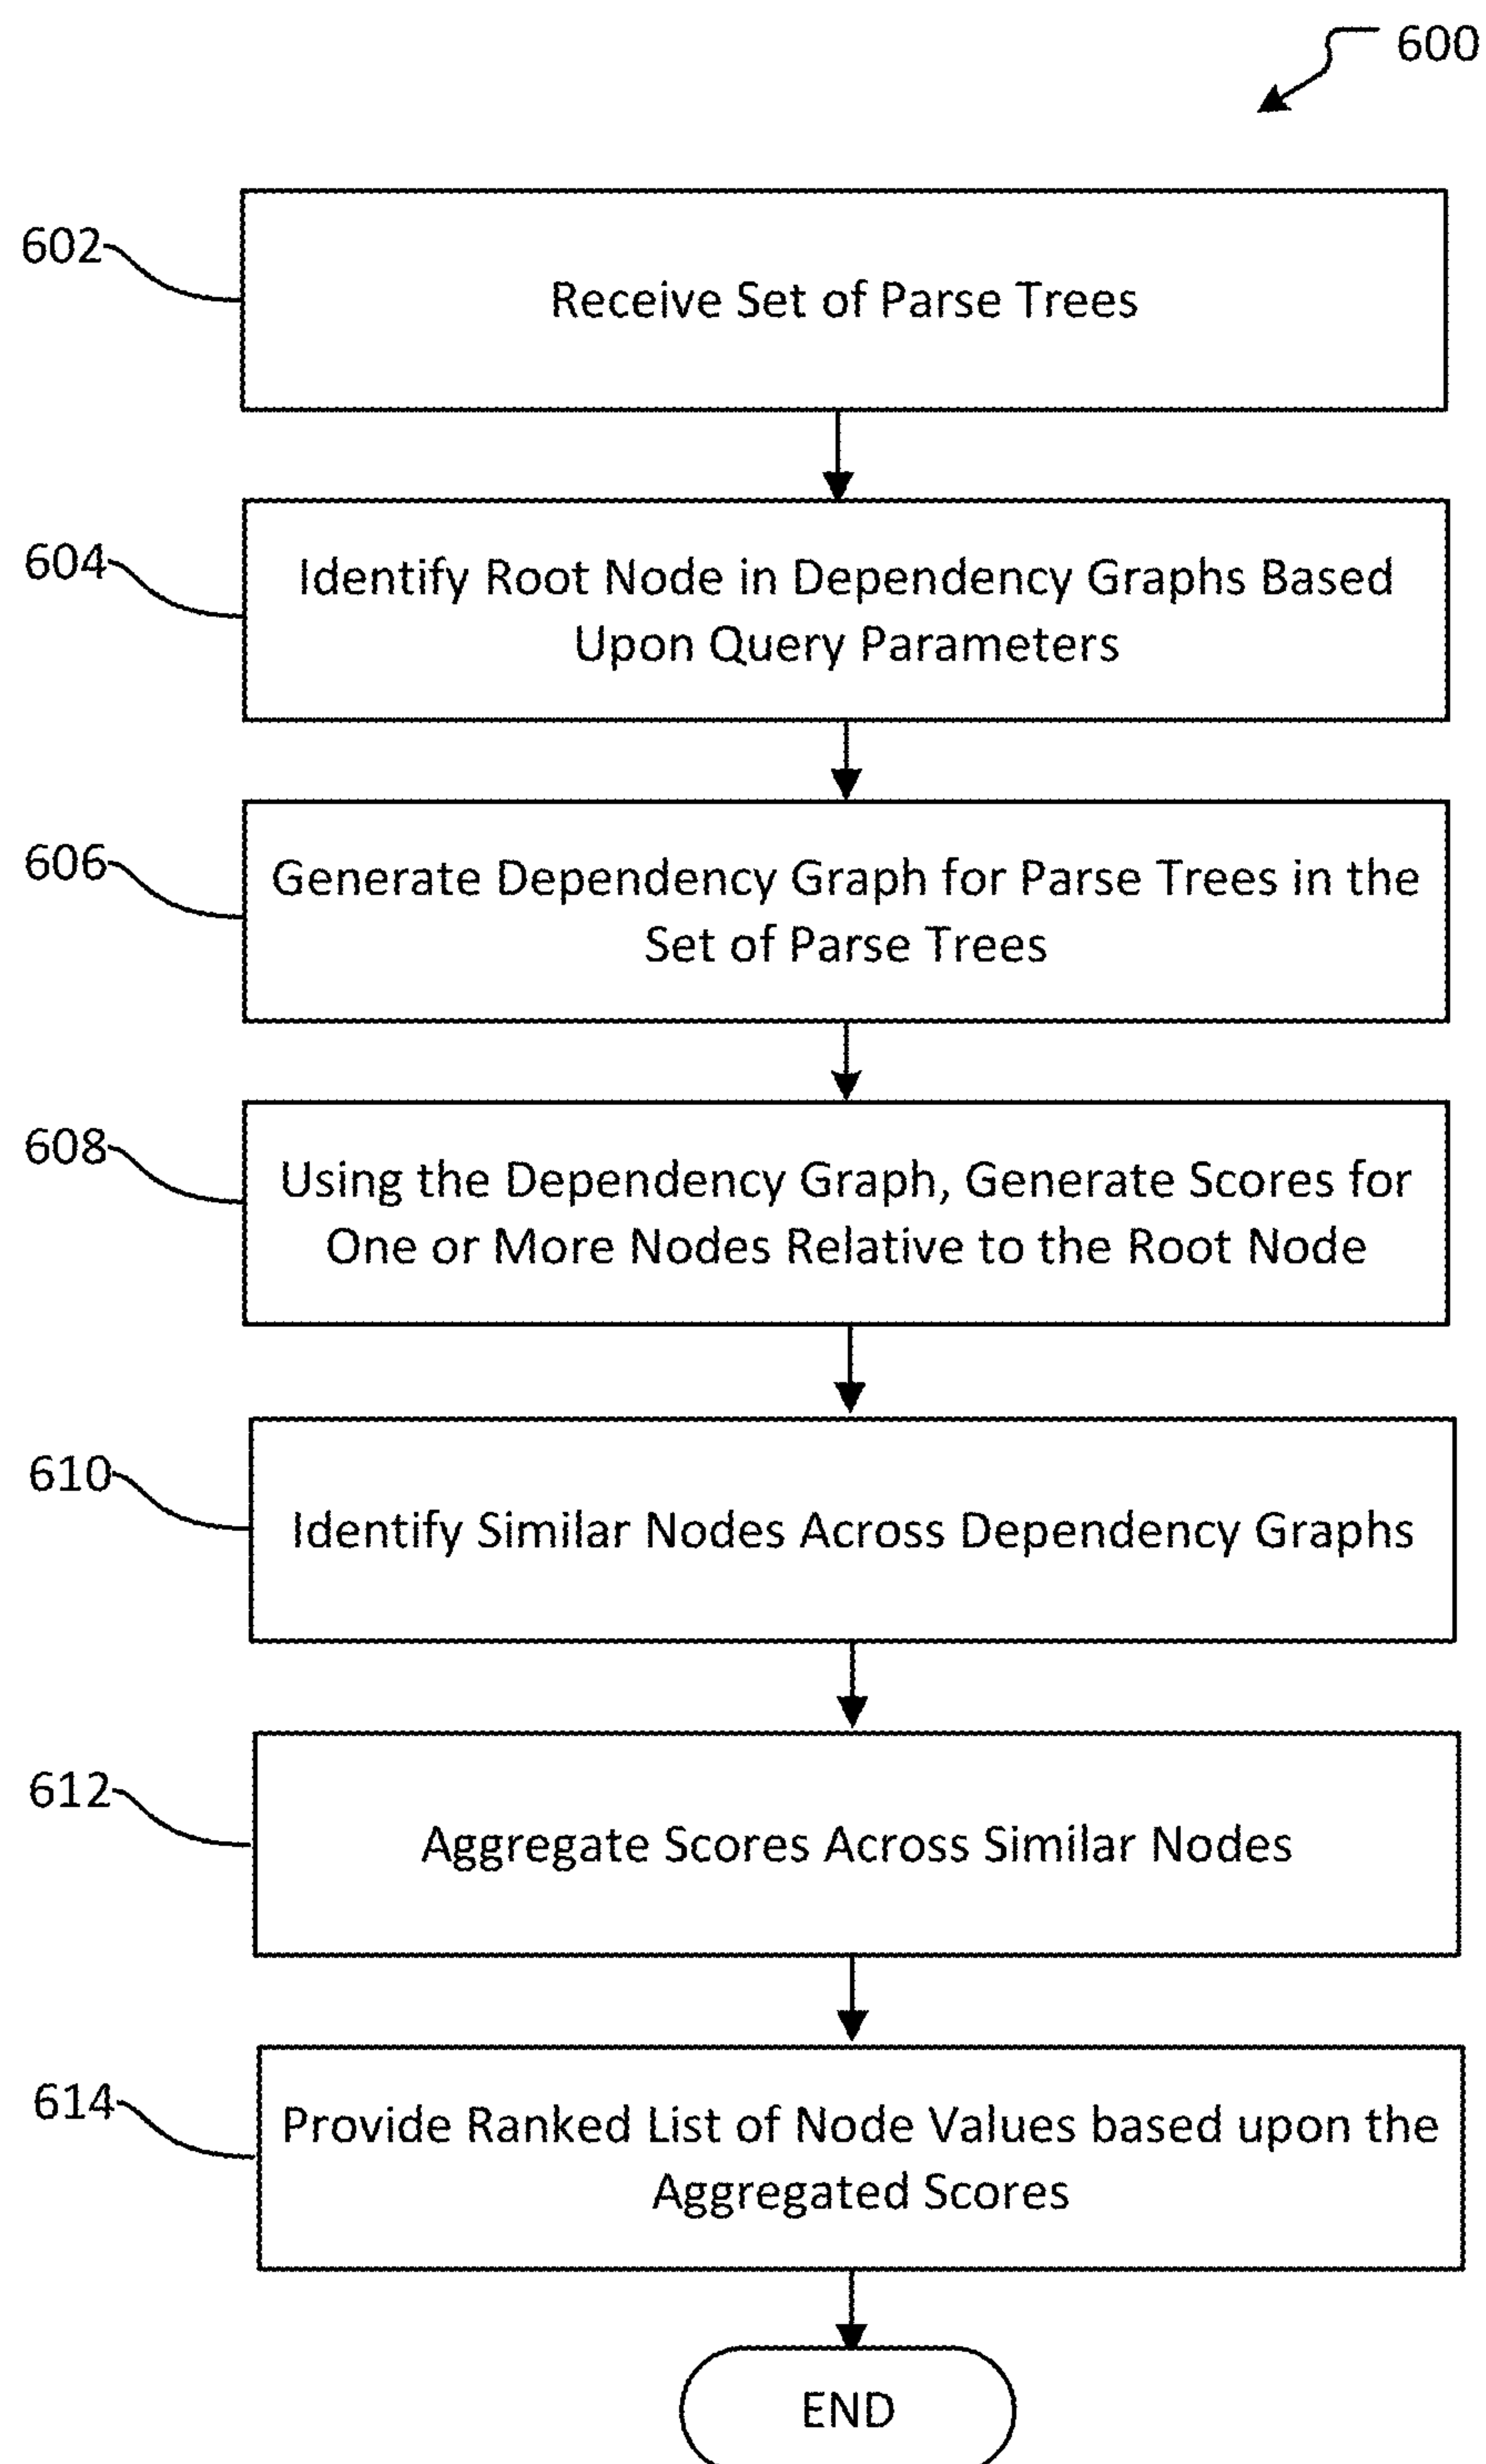 600
602
Receive Set of Parse Trees
604
Identify Root Node in Dependency Graphs Based
Upon Query Parameters
606
Generate Dependency Graph for Parse Trees in the
Set of Parse Trees
608
Using the Dependency Graph, Generate Scores for
One or More Nodes Relative to the Root Node
610
Identify Similar Nodes Across Dependency Graphs
612
Aggregate Scores Across Similar Nodes
614
Provide Ranked List of Node Values based upon the
Aggregated Scores
END